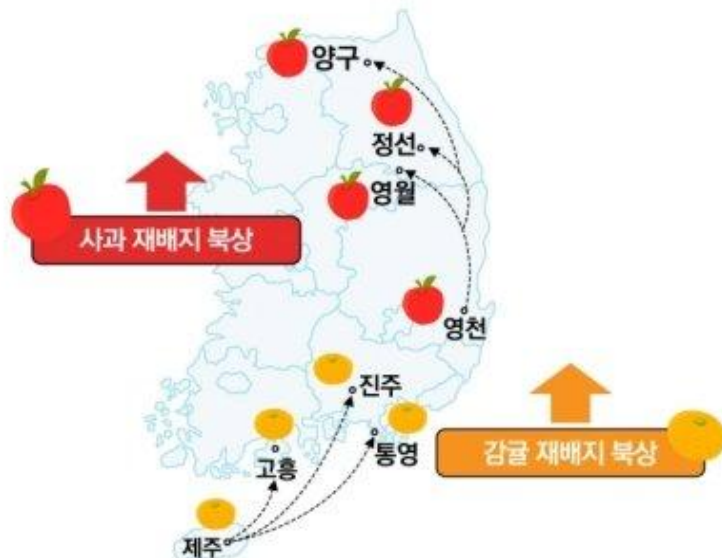 양구
정선
영월
사과 재배지 북상
영천
진주
통영
고흥
감귤 재배지 북상
제주